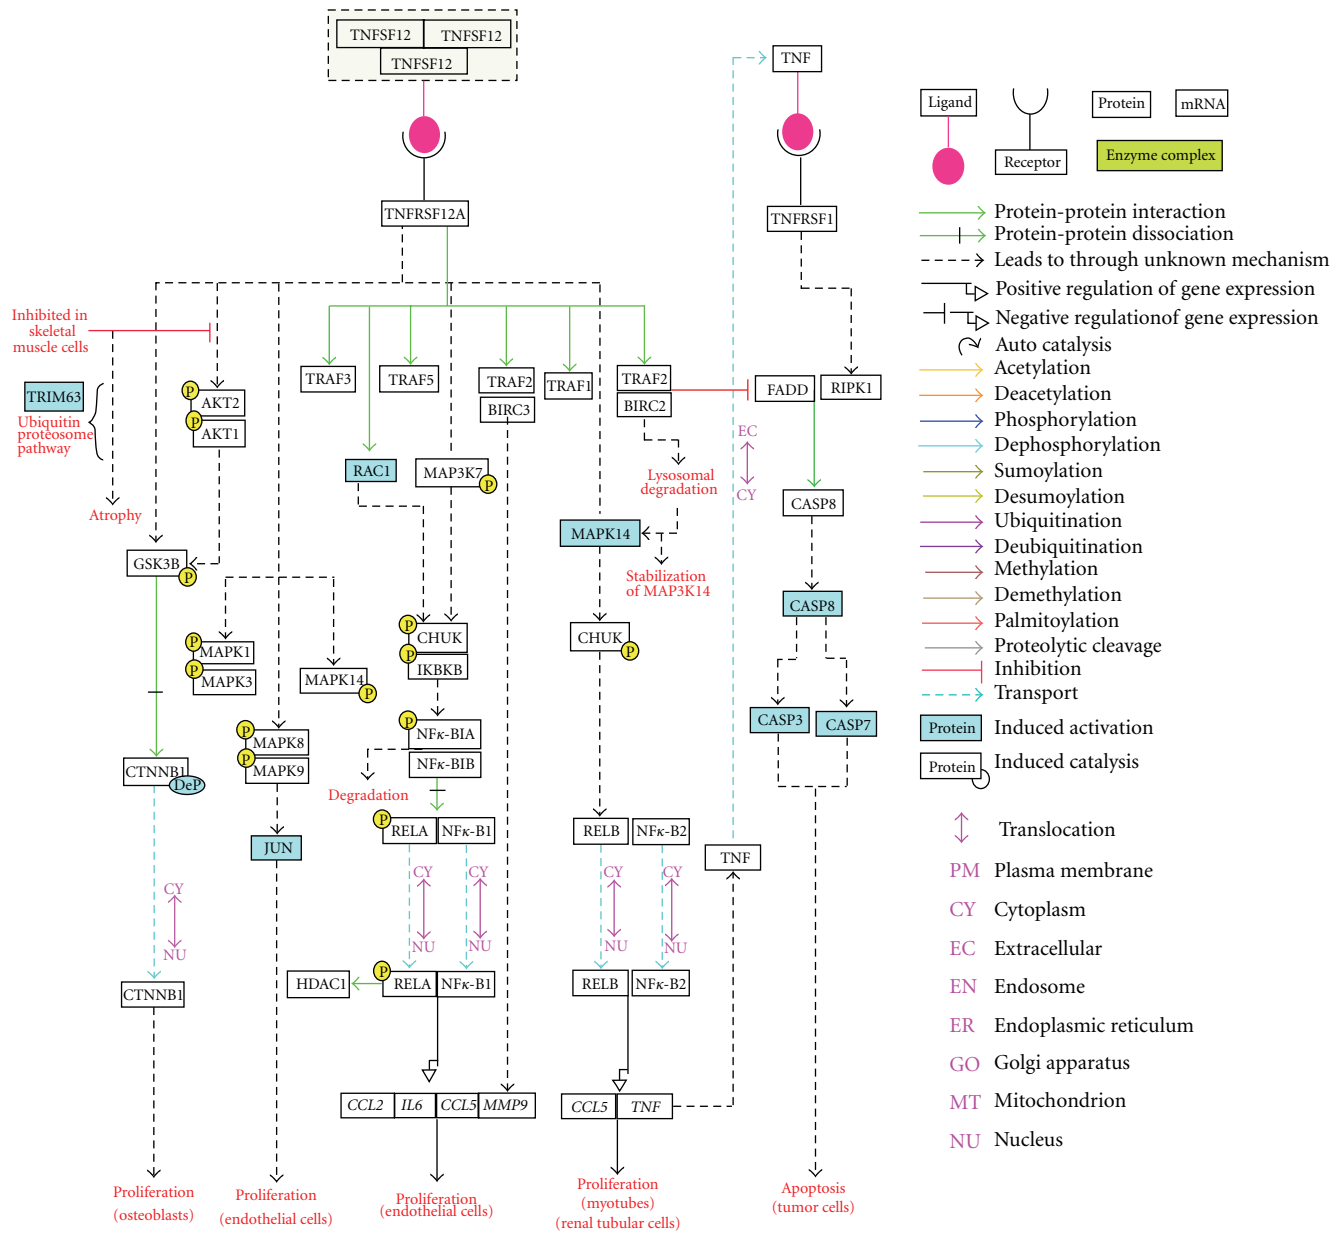 TNFSF12 TNFSF12
TNFSF12
TNF
Ligand
Protein
mRNA
Enzyme complex
Receptor
TNFRSF12A
TNFRSF1
Protein-protein interaction
Protein-protein dissociation
Leads to through unknown mechanism
Positive regulation of gene expression
Negative regulationof gene expression
Auto catalysis
Acetylation
Deacetylation
Phosphorylation
Dephosphorylation
Sumoylation
Desumoylation
Ubiquitination
Deubiquitination
Methylation
Demethylation
Palmitoylation
Proteolytic cleavage
Inhibition
Transport
Protein Induced activation
Protein Induced catalysis
Translocation
PM Plasma membrane
CY Cytoplasm
EC Extracellular
EN Endosome
ER Endoplasmic reticulum
GO Golgi apparatus
MT Mitochondrion
NU Nucleus
Inhibited in
skeletal
muscle cells
TRIM63
Ubiquitin
proteosome
pathway
Atrophy
P
AKT2
P
AKT1
TRAF3
TRAF5
TRAF2
BIRC3
TRAF1
TRAF2
BIRC2
FADD
RIPK1
EC
CY
RAC1
MAP3K7
P
Lysosomal
degradation
CASP8
MAPK14
Stabilization
of MAP3K14
GSK3B
P
CASP8
P
MAPK1
P
MAPK3
MAPK14
P
P
CHUK
P
IKBKB
CHUK
P
CASP3
CASP7
P
MAPK8
P
MAPK9
P
NFκ-BIA
NFκ-BIB
Degradation
CTNNB1
DeP
JUN
P
RELA
NFκ-B1
RELB
NFκ-B2
TNF
CY
NU
CY
NU
CY
NU
CY
NU
CY
NU
CTNNB1
HDAC1
P
RELA
NFκ-B1
RELB
NFκ-B2
CCL2 IL6 CCL5 MMP9
CCL5 TNF
Proliferation
(osteoblasts)
Proliferation
(endothelial cells)
Proliferation
(endothelial cells)
Proliferation
(myotubes)
(renal tubular cells)
Apoptosis
(tumor cells)